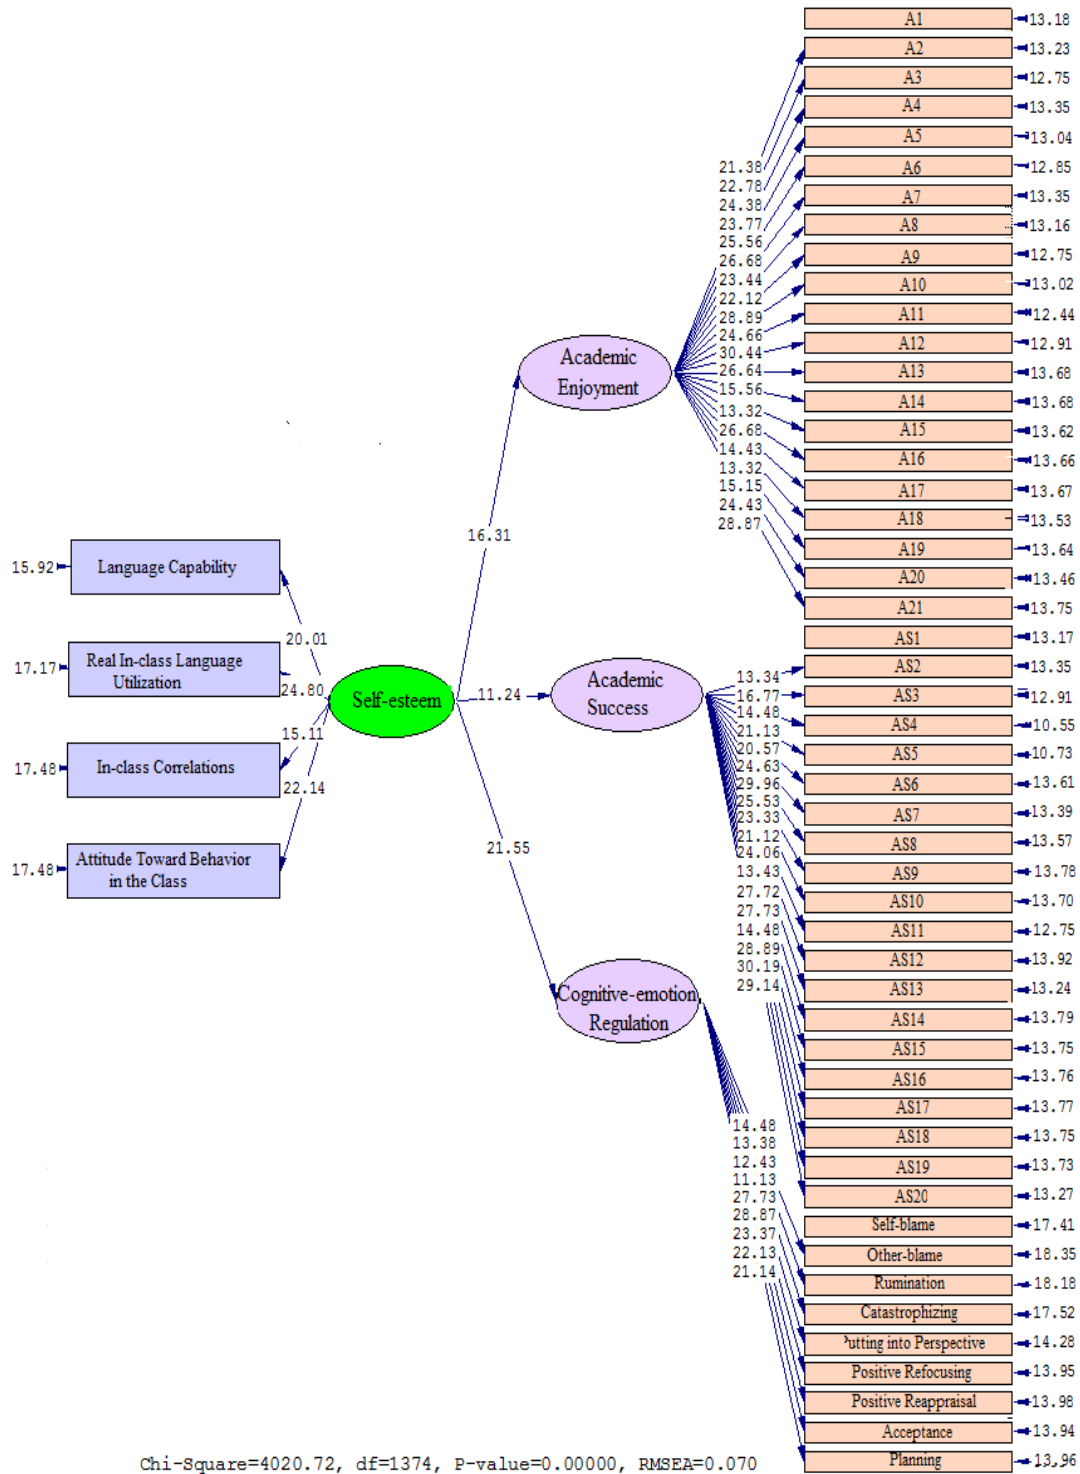 A1
13.18
A2
13.23
A3
12.75
A4
13.35
A5
13.04
A6
12.85
A7
13.35
A8
13.16
A9
12.75
A10
13.02
A11
12.44
A12
12.91
A13
13.68
A14
13.68
A15
13.62
A16
13.66
A17
13.67
A18
13.53
A19
13.64
A20
13.46
A21
13.75
AS1
13.17
AS2
13.35
AS3
12.91
AS4
10.55
AS5
10.73
AS6
13.61
AS7
13.39
AS8
13.57
AS9
13.78
AS10
13.70
AS11
12.75
AS12
13.92
AS13
13.24
AS14
13.79
AS15
13.75
AS16
13.76
AS17
13.77
AS18
13.75
AS19
13.73
AS20
13.27
Self-blame
17.41
Other-blame
18.35
Rumination
18.18
Catastrophizing
17.52
utting into Perspective
14.28
Positive Refocusing
13.95
Positive Reappraisal
13.98
Acceptance
13.94
Planning
13.96
21.38
22.78
24.38
23.77
25.56
26.68
23.44
22.12
28.89
24.66
30.44
26.64
15.56
13.32
26.68
14.43
13.32
15.15
24.43
28.87
Academic
Enjoyment
16.31
13.34
16.77
14.48
21.13
20.57
24.63
29.96
25.53
23.33
21.12
24.06
13.43
27.72
27.73
14.48
28.89
30.19
29.14
Academic
Success
11.24
14.48
13.38
12.43
11.13
27.73
28.87
23.37
22.13
21.14
Cognitive-emotion
Regulation
21.55
Self-esteem
15.92
Language Capability
20.01
17.17
Real In-class Language
Utilization
24.80
17.48
In-class Correlations
15.11
17.48
Attitude Toward Behavior
in the Class
22.14
Chi-Square=4020.72, df=1374, P-value=0.00000, RMSEA=0.070